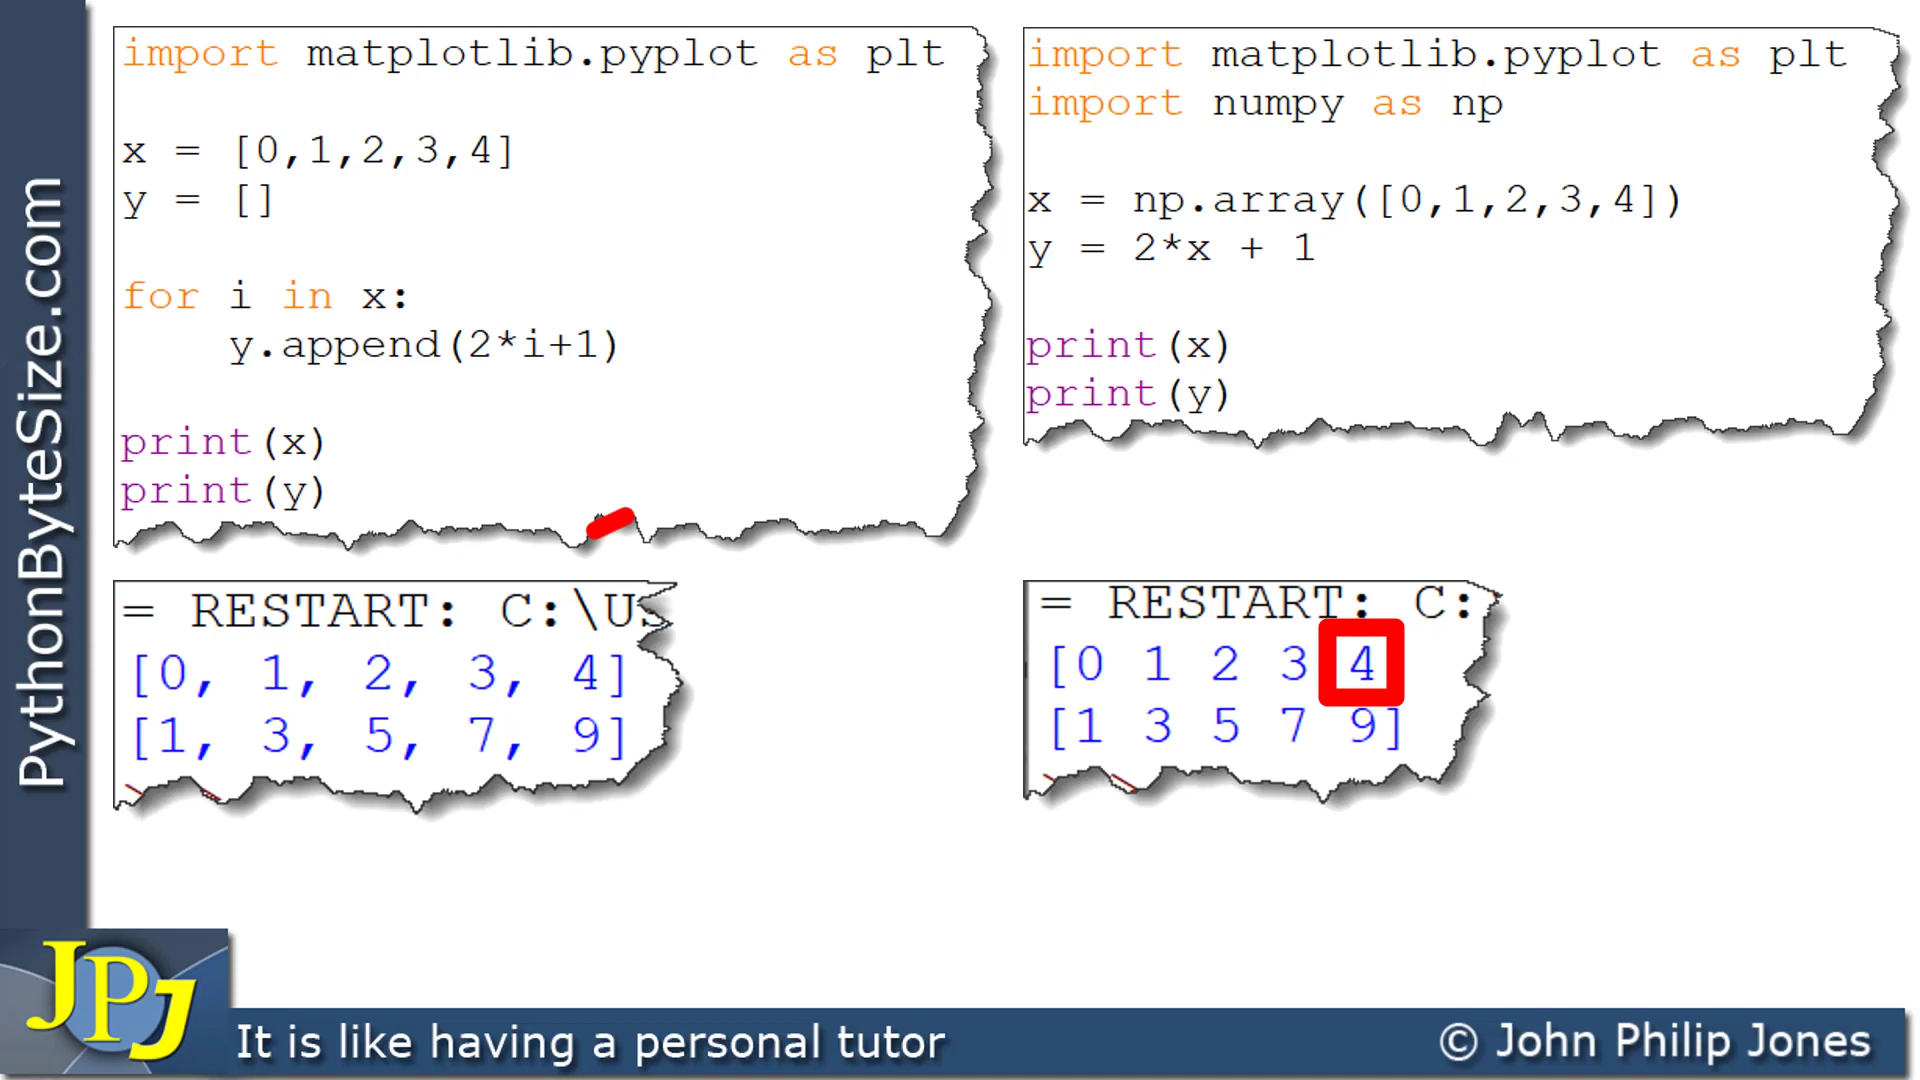 PythonByteSize.com
import matplotlib.pyplot as plt
x = [0,1,2,3,4]
y = []
for i in x:
    y.append(2*i+1)
print(x)
print(y)
import matplotlib.pyplot as plt
import numpy as np
x = np.array([0,1,2,3,4])
y = 2*x + 1
print(x)
print(y)
= RESTART: C:\Us
[0, 1, 2, 3, 4]
[1, 3, 5, 7, 9]
= RESTART: C:
[0 1 2 3 4
[1 3 5 7 9]
JPJ
It is like having a personal tutor
© John Philip Jones